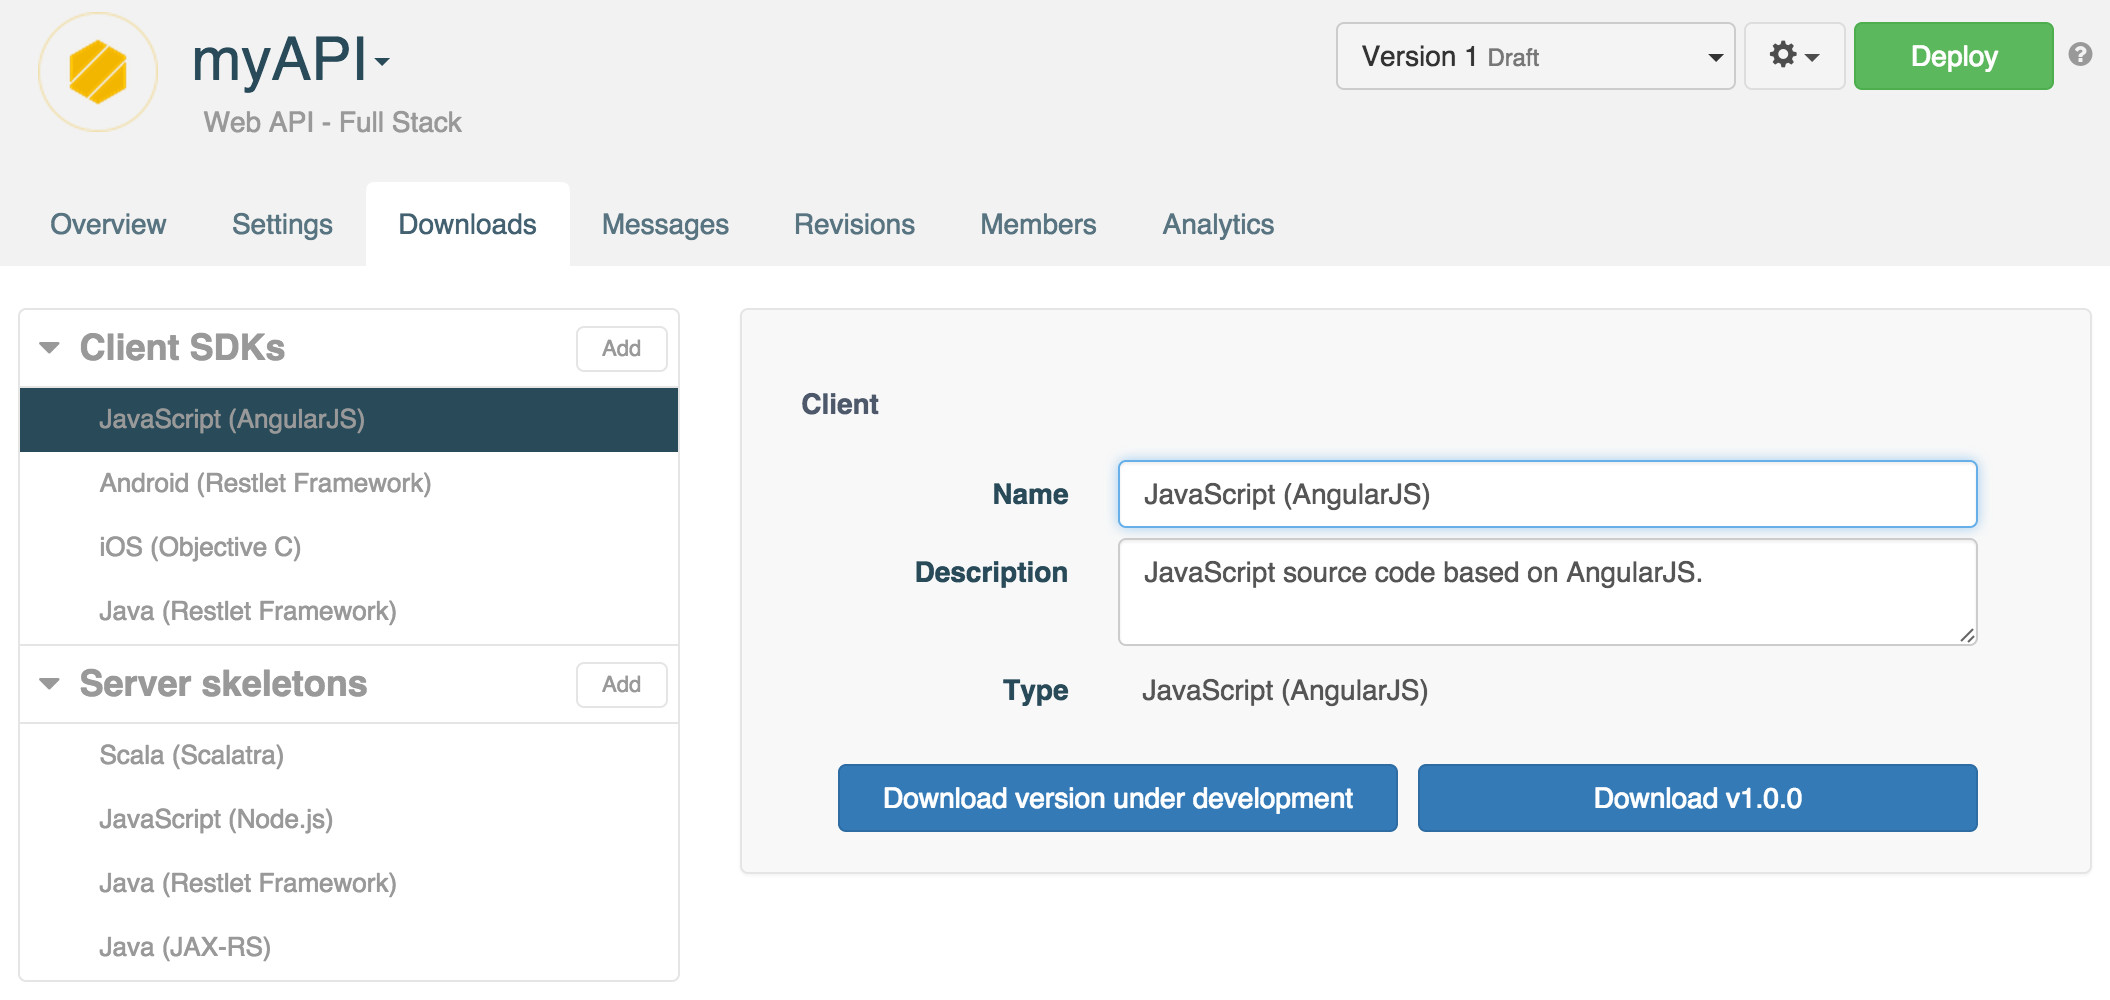 myAPI
Version 1 Draft
Deploy
?
Web API - Full Stack
Overview Settings Downloads Messages Revisions Members Analytics
Client SDKs Add
JavaScript (AngularJS)
Android (Restlet Framework)
iOS (Objective C)
Java (Restlet Framework)
Server skeletons Add
Scala (Scalatra)
JavaScript (Node.js)
Java (Restlet Framework)
Java (JAX-RS)
Client
Name JavaScript (AngularJS)
Description JavaScript source code based on AngularJS.
Type JavaScript (AngularJS)
Download version under development Download v1.0.0